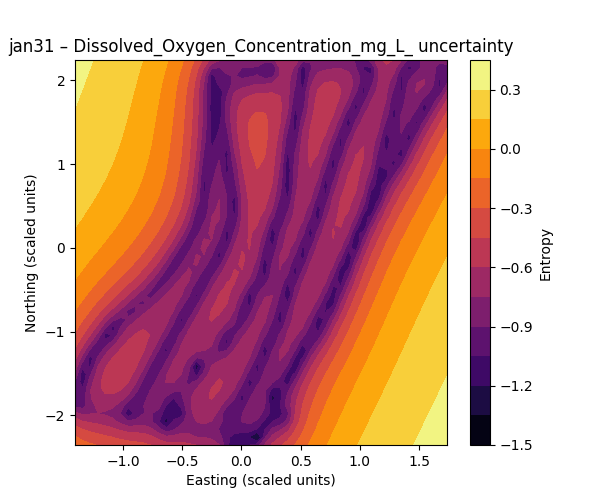 jan31 – Dissolved_Oxygen_Concentration_mg_L_ uncertainty
2
1
0
−1
−2
Northing (scaled units)
−1.0 −0.5 0.0 0.5 1.0 1.5
Easting (scaled units)
0.3
0.0
−0.3
−0.6
−0.9
−1.2
−1.5
Entropy